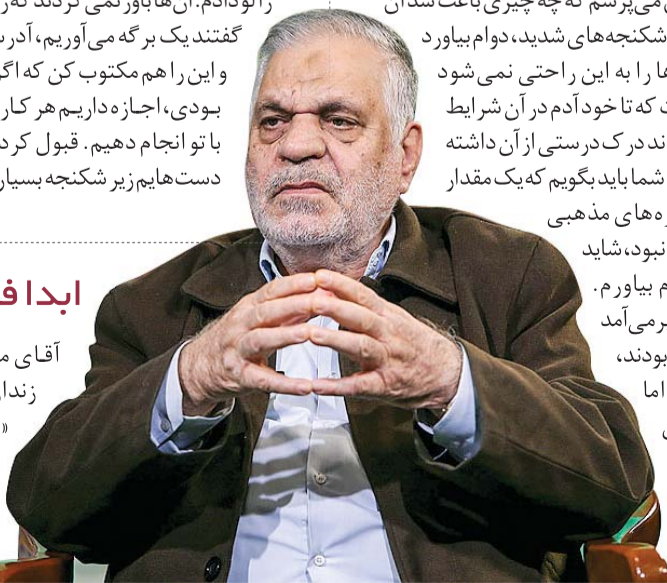 می‌پرسم که چه چیزی باعث شد آن
شکنجه‌های شدید، دوام بیاورد
ها را به این راحتی نمی‌شود
که تا خود آدم در آن شرایط
ند درک درستی از آن داشته
شما باید بگویم که یک مقدار
ه‌های مذهبی
نبود، شاید
بیاورم.
رمی‌آمد
بودند،
اما
را لو دادم. آن‌ها باور نمی‌کردند که
گفتند یک برگه می‌آوریم، آدر
و این را هم مکتوب کن که اگر
بودی، اجازه داریم هر کار
با تو انجام دهیم. قبول کرد
دست‌هایم زیر شکنجه بسیار
ابدا
آقای م
زندا
«